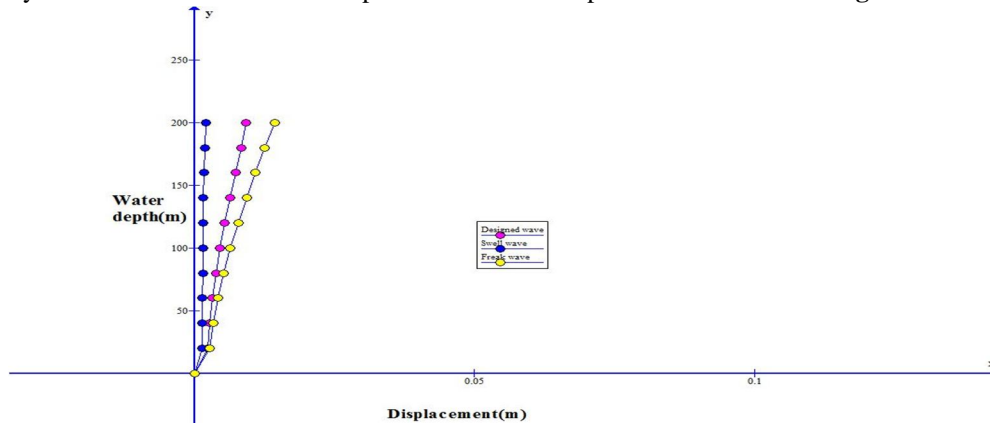 y
250
200
150
100
50
Water
depth(m)
Designed wave
Swell wave
Freak wave
0.05
0.1
Displacement(m)